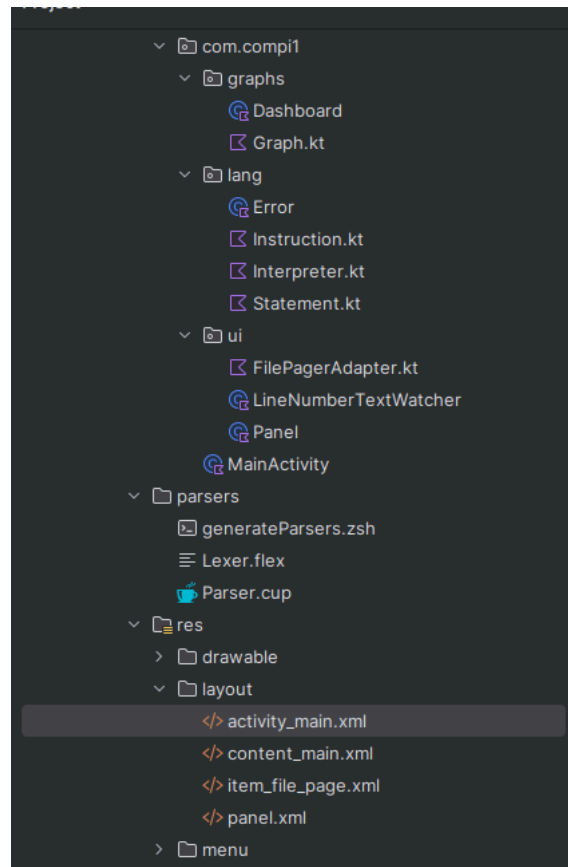 com.compi1
graphs
Dashboard
Graph.kt
lang
Error
Instruction.kt
Interpreter.kt
Statement.kt
ui
FilePagerAdapter.kt
LineNumberTextWatcher
Panel
MainActivity
parsers
generateParsers.zsh
Lexer.flex
Parser.cup
res
drawable
layout
activity_main.xml
content_main.xml
item_file_page.xml
panel.xml
menu